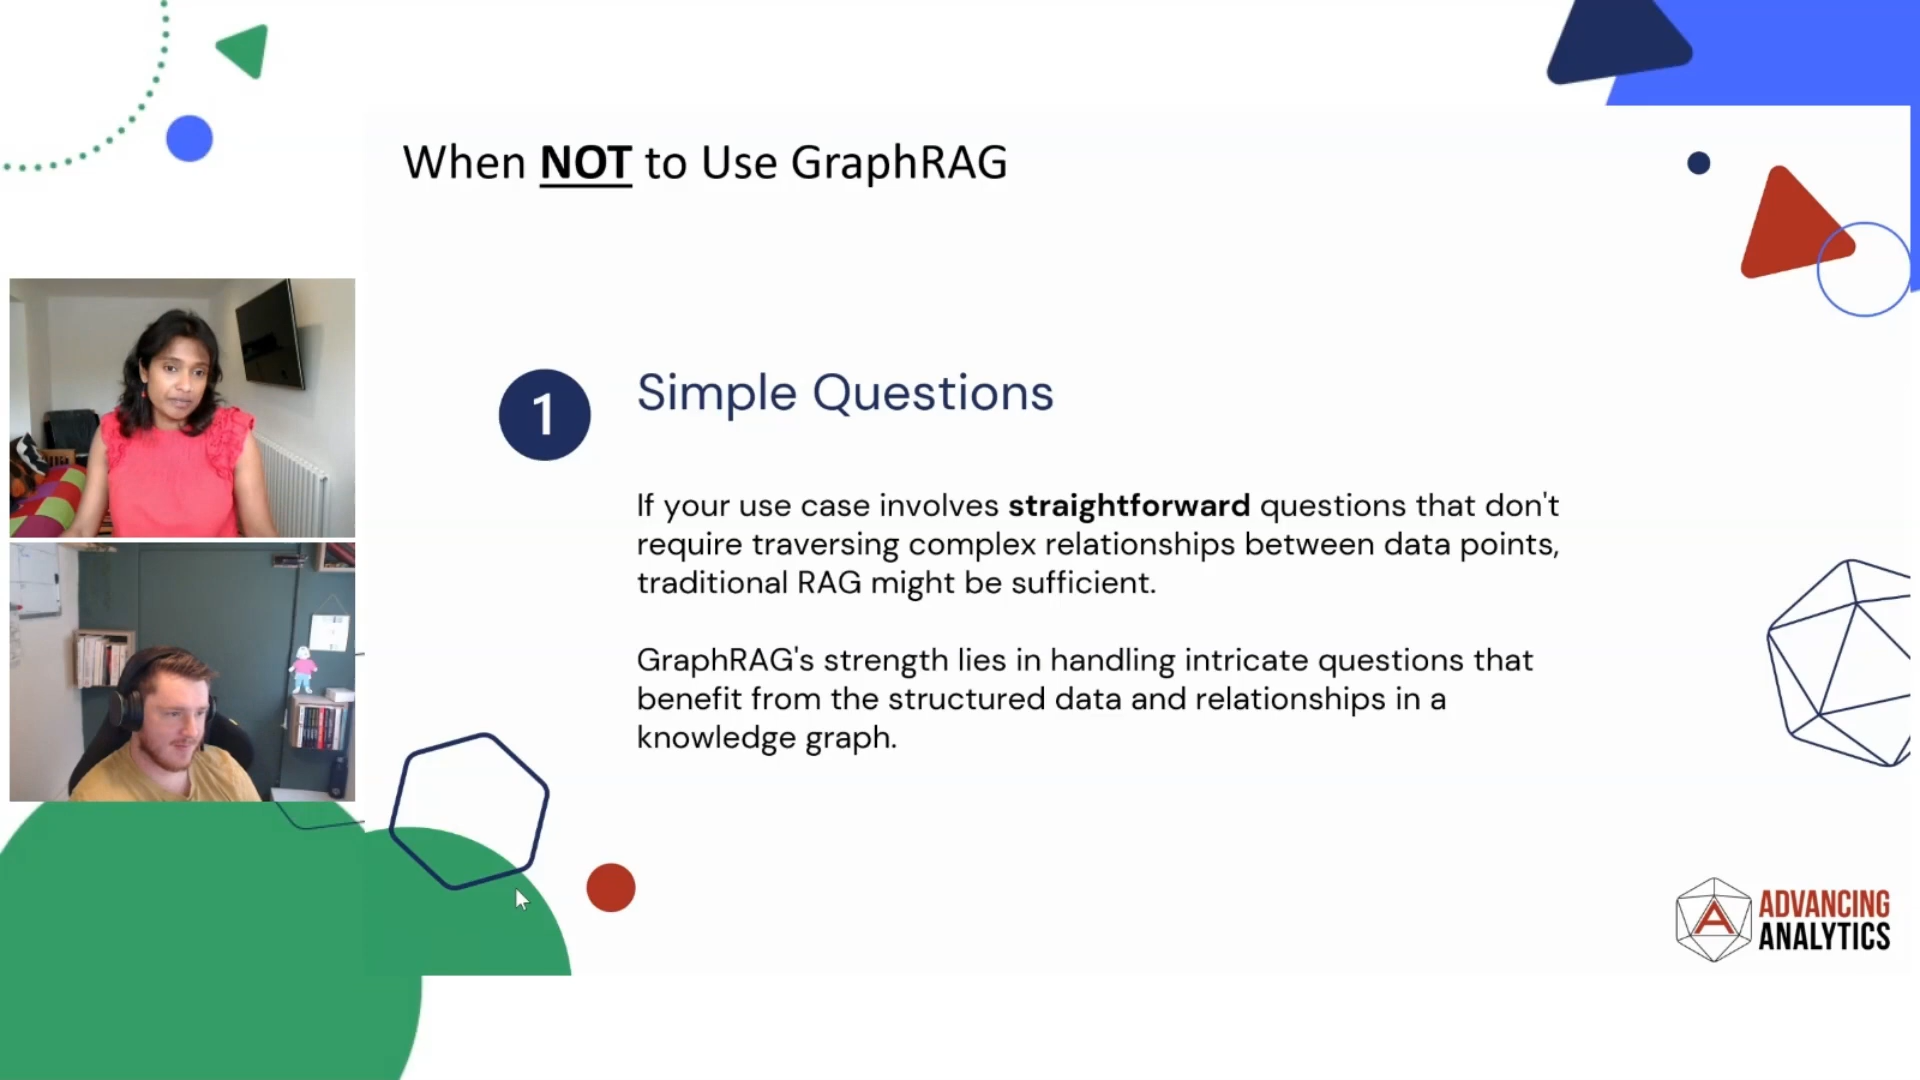 When NOT to Use GraphRAG
1
Simple Questions
If your use case involves straightforward questions that don't
require traversing complex relationships between data points,
traditional RAG might be sufficient.
GraphRAG's strength lies in handling intricate questions that
benefit from the structured data and relationships in a
knowledge graph.
ADVANCING
ANALYTICS